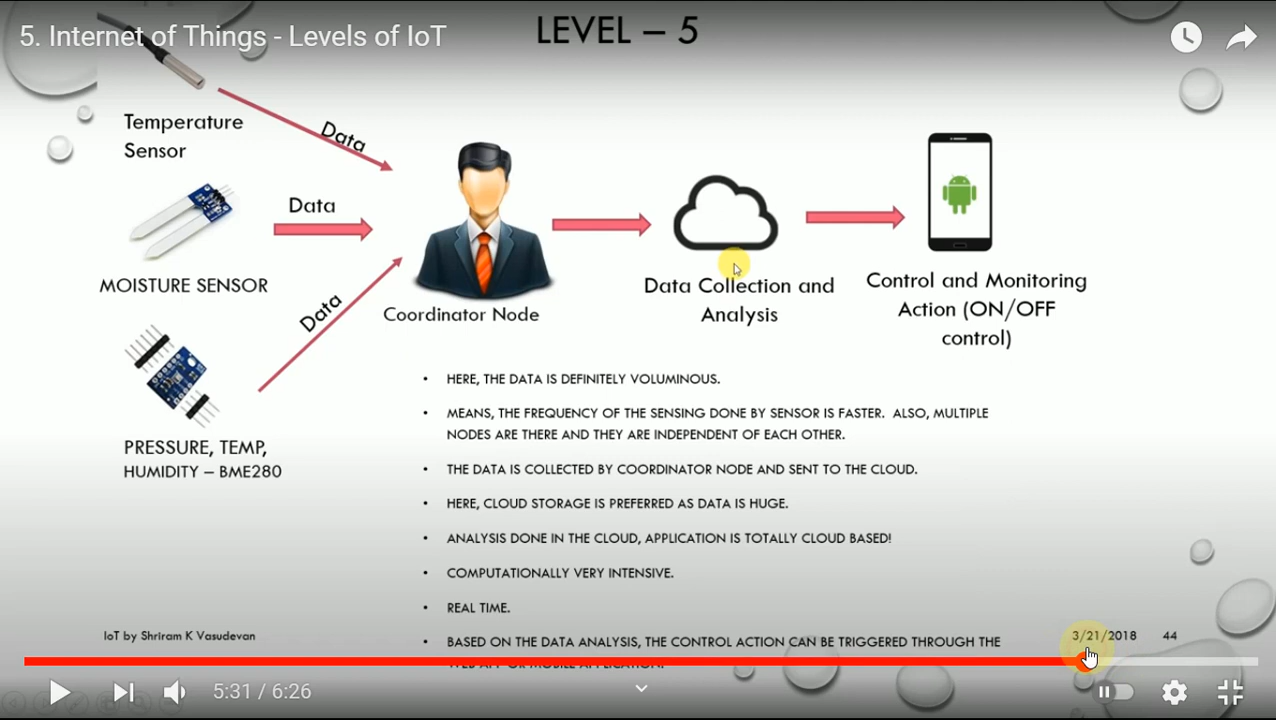 LEVEL – 5
5. Internet of Things - Levels of IoT
Temperature
Sensor
Data
Data
MOISTURE SENSOR
Data
PRESSURE, TEMP,
HUMIDITY – BME280
Coordinator Node
Data Collection and
Analysis
Control and Monitoring
Action (ON/OFF
control)
• HERE, THE DATA IS DEFINITELY VOLUMINOUS.
• MEANS, THE FREQUENCY OF THE SENSING DONE BY SENSOR IS FASTER. ALSO, MULTIPLE
NODES ARE THERE AND THEY ARE INDEPENDENT OF EACH OTHER.
• THE DATA IS COLLECTED BY COORDINATOR NODE AND SENT TO THE CLOUD.
• HERE, CLOUD STORAGE IS PREFERRED AS DATA IS HUGE.
• ANALYSIS DONE IN THE CLOUD, APPLICATION IS TOTALLY CLOUD BASED!
• COMPUTATIONALLY VERY INTENSIVE.
• REAL TIME.
• BASED ON THE DATA ANALYSIS, THE CONTROL ACTION CAN BE TRIGGERED THROUGH THE
WEB APP OR MOBILE APPLICATION.
IoT by Shriram K Vasudevan
3/21/2018
44
5:31 / 6:26